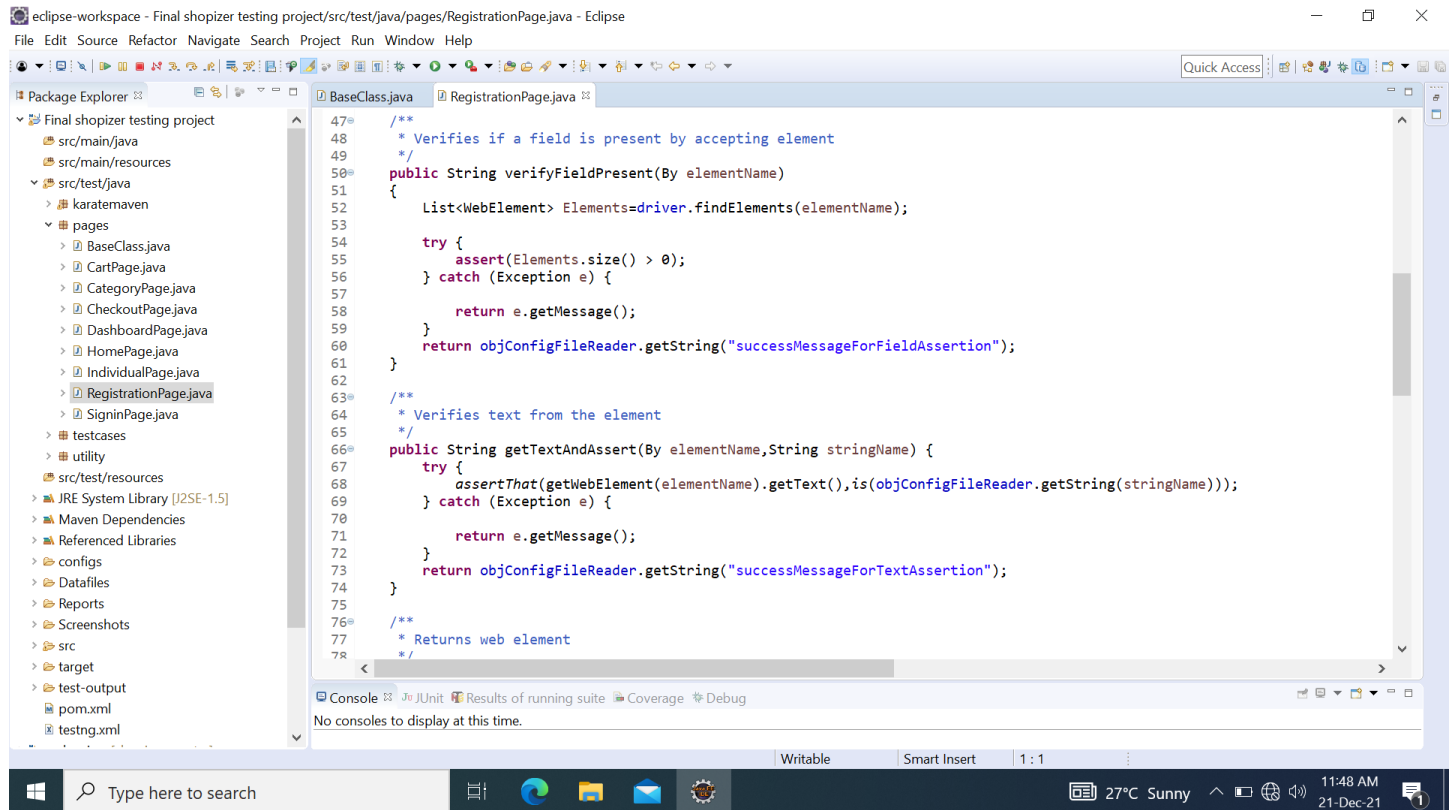 eclipse-workspace - Final shopizer testing project/src/test/java/pages/RegistrationPage.java - Eclipse
File Edit Source Refactor Navigate Search Project Run Window Help
Quick Access
Package Explorer
Final shopizer testing project
src/main/java
src/main/resources
src/test/java
karatemaven
pages
BaseClass.java
CartPage.java
CategoryPage.java
CheckoutPage.java
DashboardPage.java
HomePage.java
IndividualPage.java
RegistrationPage.java
SigninPage.java
testcases
utility
src/test/resources
JRE System Library [J2SE-1.5]
Maven Dependencies
Referenced Libraries
configs
Datafiles
Reports
Screenshots
src
target
test-output
pom.xml
testng.xml
BaseClass.java RegistrationPage.java
47 /**
48 * Verifies if a field is present by accepting element
49 */
50 public String verifyFieldPresent(By elementName)
51 {
52 List<WebElement> Elements=driver.findElements(elementName);
53
54 try {
55 assert(Elements.size() > 0);
56 } catch (Exception e) {
57
58 return e.getMessage();
59 }
60 return objConfigFileReader.getString("successMessageForFieldAssertion");
61 }
62
63 /**
64 * Verifies text from the element
65 */
66 public String getTextAndAssert(By elementName,String stringName) {
67 try {
68 assertThat(getWebElement(elementName).getText(),is(objConfigFileReader.getString(stringName)));
69 } catch (Exception e) {
70
71 return e.getMessage();
72 }
73 return objConfigFileReader.getString("successMessageForTextAssertion");
74 }
75
76 /**
77 * Returns web element
78 */
Console JUnit Results of running suite Coverage Debug
No consoles to display at this time.
Writable Smart Insert 1 : 1
Type here to search
27°C Sunny
11:48 AM
21-Dec-21
1